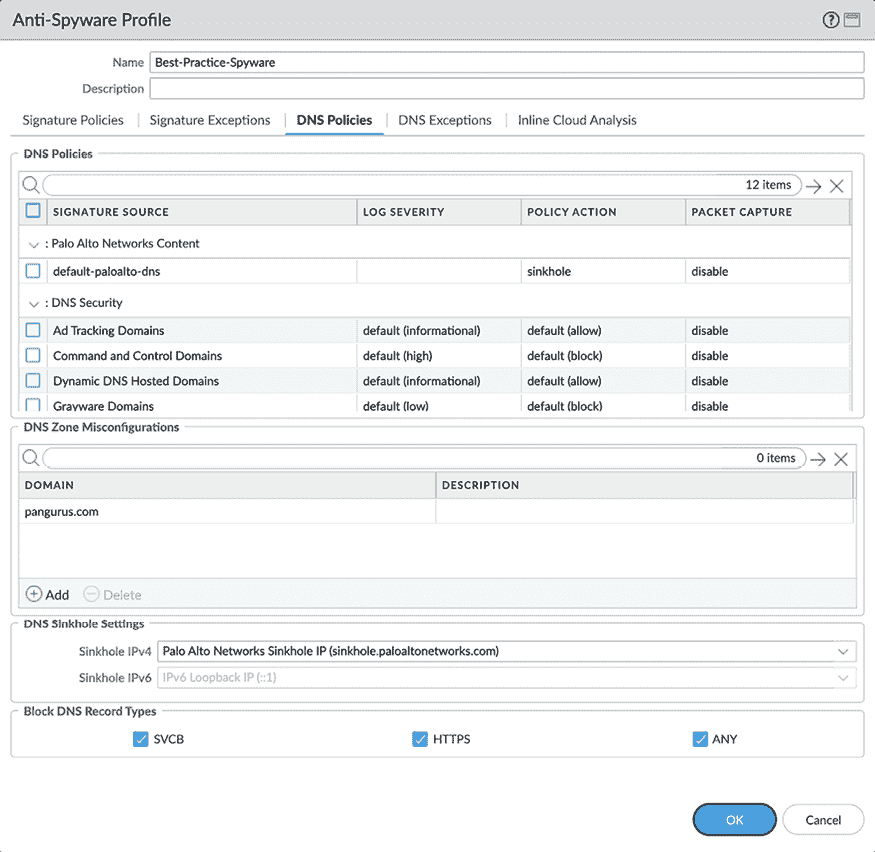 Anti-Spyware Profile
Name Best-Practice-Spyware
Description
Signature Policies Signature Exceptions DNS Policies DNS Exceptions Inline Cloud Analysis
DNS Policies
12 items
SIGNATURE SOURCE LOG SEVERITY POLICY ACTION PACKET CAPTURE
: Palo Alto Networks Content
default-paloalto-dns sinkhole disable
: DNS Security
Ad Tracking Domains default (informational) default (allow) disable
Command and Control Domains default (high) default (block) disable
Dynamic DNS Hosted Domains default (informational) default (allow) disable
Grayware Domains default (low) default (block) disable
DNS Zone Misconfigurations
0 items
DOMAIN DESCRIPTION
pangurus.com
Add Delete
DNS Sinkhole Settings
Sinkhole IPv4 Palo Alto Networks Sinkhole IP (sinkhole.paloaltonetworks.com)
Sinkhole IPv6 IPv6 Loopback IP (::1)
Block DNS Record Types
SVCB HTTPS ANY
OK Cancel